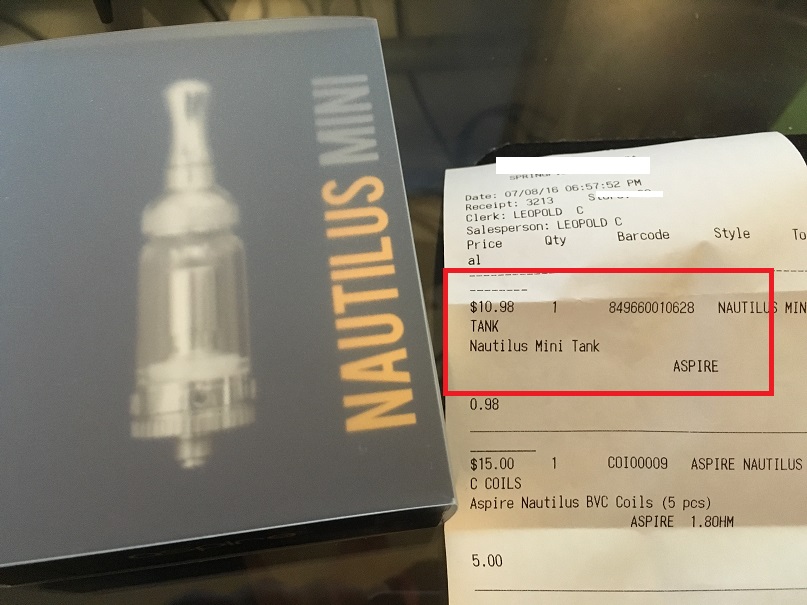 NAUTILUS MINI
Date: 07/08/16 06:57:52 PM
Receipt: 3213
Clerk: LEOPOLD C
Salesperson: LEOPOLD C
Price Qty Barcode Style To
al
$10.98 1 849660010628 NAUTILUS MIN
TANK
Nautilus Mini Tank
ASPIRE
0.98
$15.00 1 COI00009 ASPIRE NAUTILUS
C COILS
Aspire Nautilus BVC Coils (5 pcs)
ASPIRE 1.8OHM
5.00